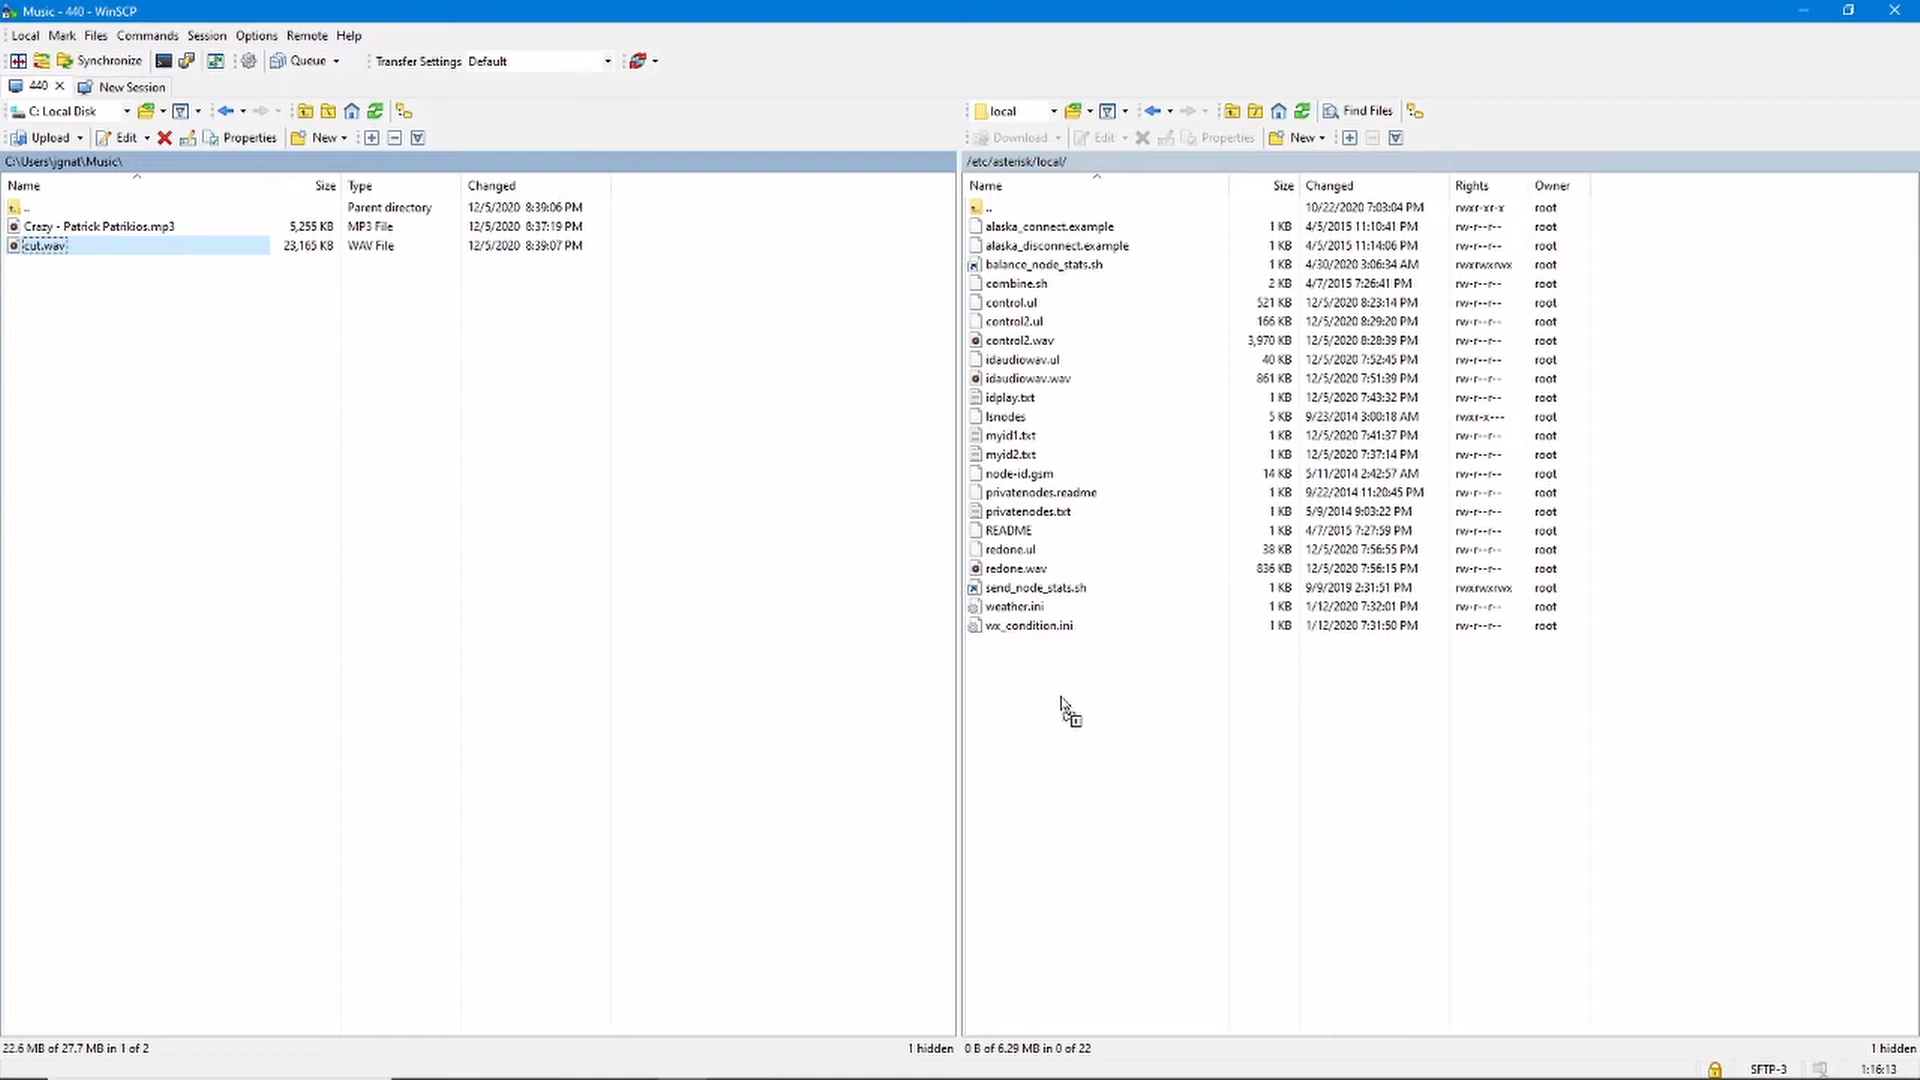 Music - 440 - WinSCP
Local Mark Files Commands Session Options Remote Help
Synchronize Queue Transfer Settings Default
440 New Session
C: Local Disk
Upload Edit Properties New
C:\Users\jgnat\Music\
Name Size Type Changed
.. Parent directory 12/5/2020 8:39:06 PM
Crazy - Patrick Patrikios.mp3 5,255 KB MP3 File 12/5/2020 8:37:19 PM
cut.wav 23,165 KB WAV File 12/5/2020 8:39:07 PM
22.6 MB of 27.7 MB in 1 of 2 1 hidden
local Find Files
Download Edit Properties New
/etc/asterisk/local/
Name Size Changed Rights Owner
.. 10/22/2020 7:03:04 PM rwxr-xr-x root
alaska_connect.example 1 KB 4/5/2015 11:10:41 PM rw-r--r-- root
alaska_disconnect.example 1 KB 4/5/2015 11:14:06 PM rw-r--r-- root
balance_node_stats.sh 1 KB 4/30/2020 3:06:34 AM rwxrwxrwx root
combine.sh 2 KB 4/7/2015 7:26:41 PM rw-r--r-- root
control.ul 521 KB 12/5/2020 8:23:14 PM rw-r--r-- root
control2.ul 166 KB 12/5/2020 8:29:20 PM rw-r--r-- root
control2.wav 3,970 KB 12/5/2020 8:28:39 PM rw-r--r-- root
idaudiowav.ul 40 KB 12/5/2020 7:52:45 PM rw-r--r-- root
idaudiowav.wav 861 KB 12/5/2020 7:51:39 PM rw-r--r-- root
idplay.txt 1 KB 12/5/2020 7:43:32 PM rw-r--r-- root
lsnodes 5 KB 9/23/2014 3:00:18 AM rwxr-x--- root
myid1.txt 1 KB 12/5/2020 7:41:37 PM rw-r--r-- root
myid2.txt 1 KB 12/5/2020 7:37:14 PM rw-r--r-- root
node-id.gsm 14 KB 5/11/2014 2:42:57 AM rw-r--r-- root
privatenodes.readme 1 KB 9/22/2014 11:20:45 PM rw-r--r-- root
privatenodes.txt 1 KB 5/9/2014 9:03:22 PM rw-r--r-- root
README 1 KB 4/7/2015 7:27:59 PM rw-r--r-- root
redone.ul 38 KB 12/5/2020 7:56:55 PM rw-r--r-- root
redone.wav 836 KB 12/5/2020 7:56:15 PM rw-r--r-- root
send_node_stats.sh 1 KB 9/9/2019 2:31:51 PM rwxrwxrwx root
weather.ini 1 KB 1/12/2020 7:32:01 PM rw-r--r-- root
wx_condition.ini 1 KB 1/12/2020 7:31:50 PM rw-r--r-- root
0 B of 6.29 MB in 0 of 22 1 hidden
SFTP-3 1:16:13